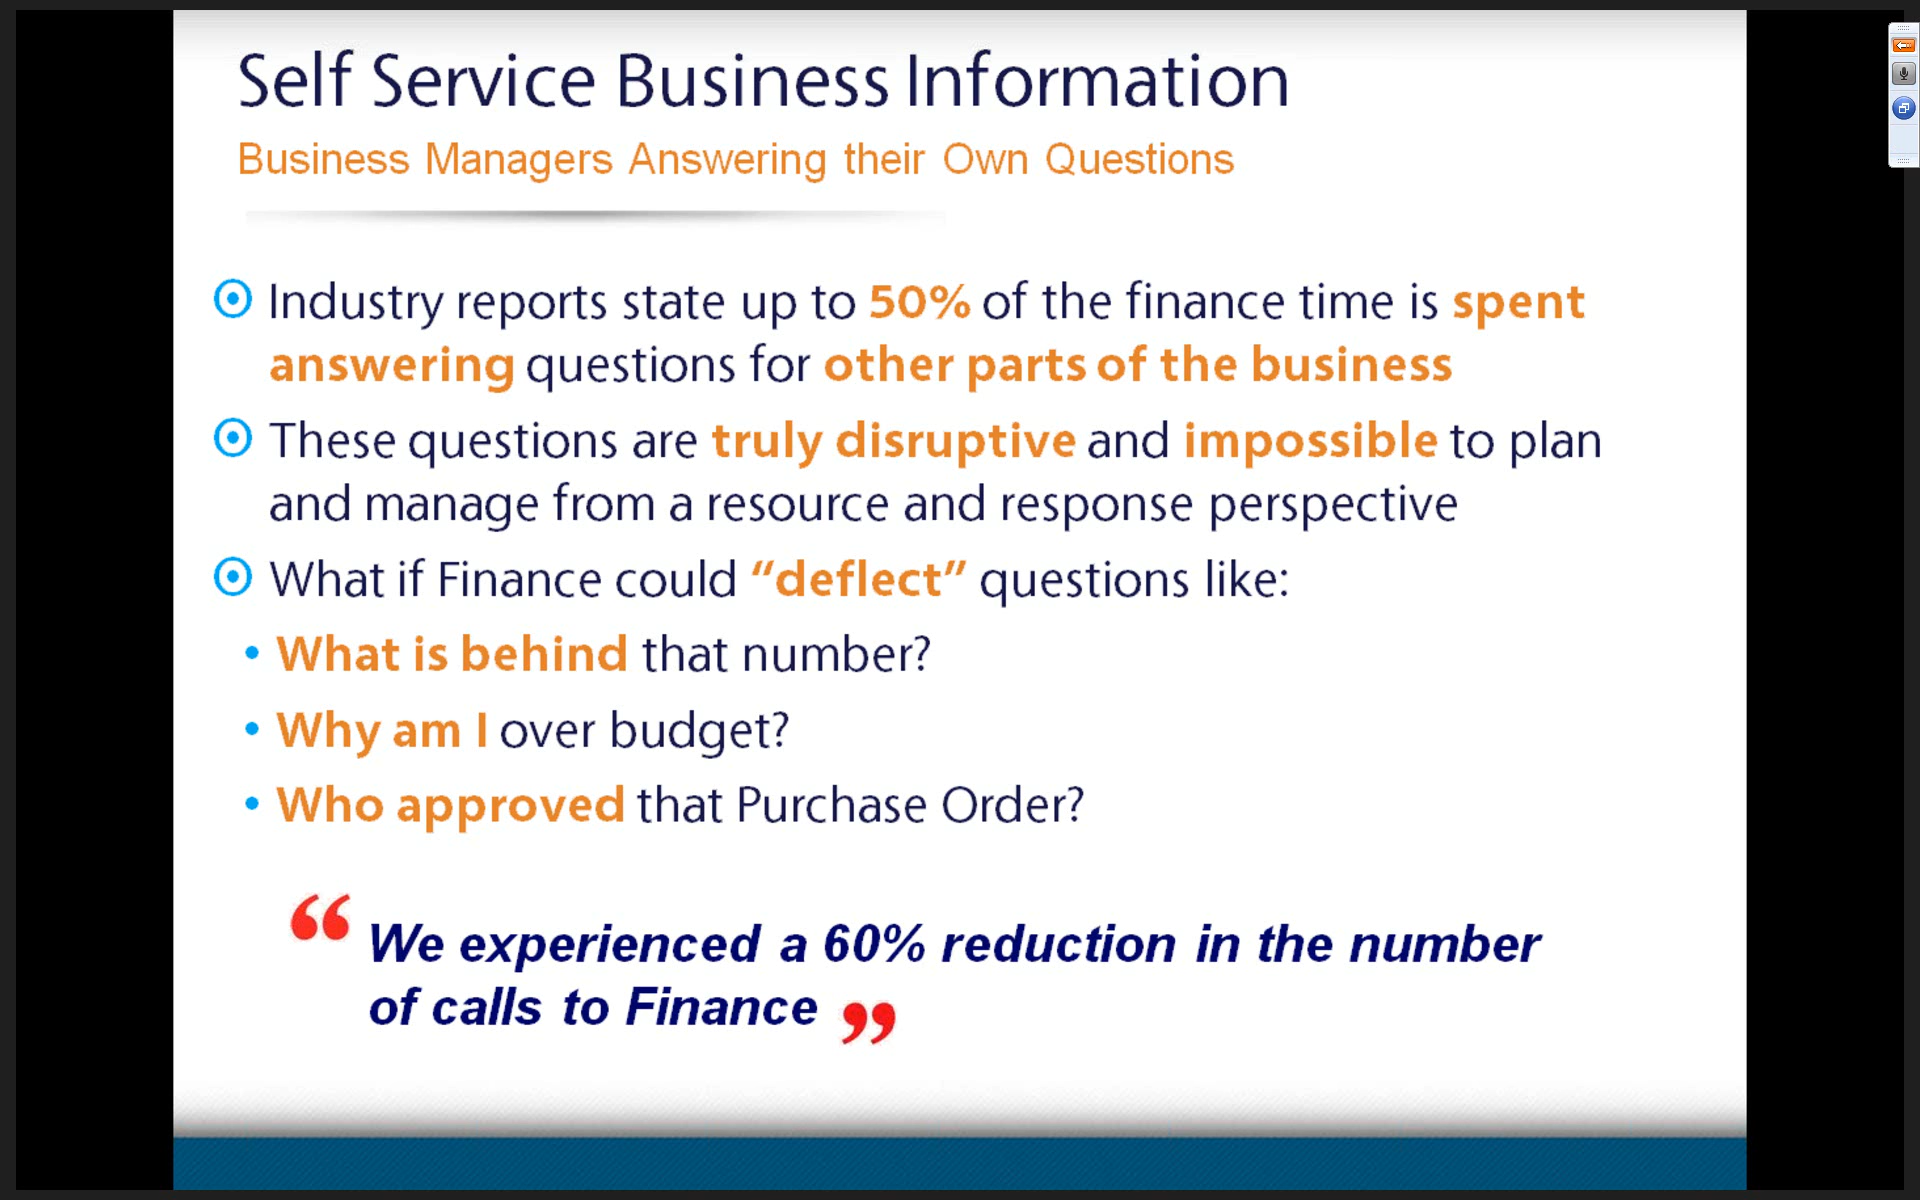 Self Service Business Information
Business Managers Answering their Own Questions
Industry reports state up to 50% of the finance time is spent
answering questions for other parts of the business
These questions are truly disruptive and impossible to plan
and manage from a resource and response perspective
What if Finance could “deflect” questions like:
• What is behind that number?
• Why am I over budget?
• Who approved that Purchase Order?
“ We experienced a 60% reduction in the number
of calls to Finance ”